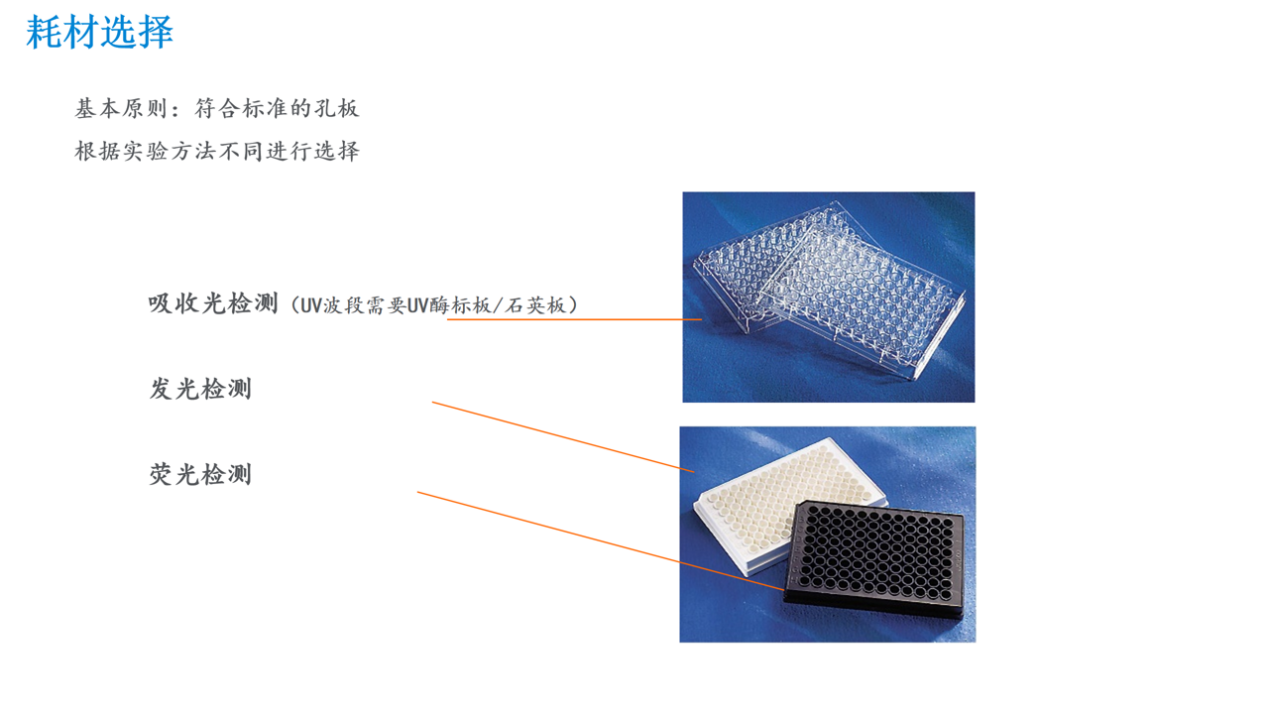 耗材选择
基本原则：符合标准的孔板
根据实验方法不同进行选择
吸收光检测（UV波段需要UV酶标板/石英板）
发光检测
荧光检测